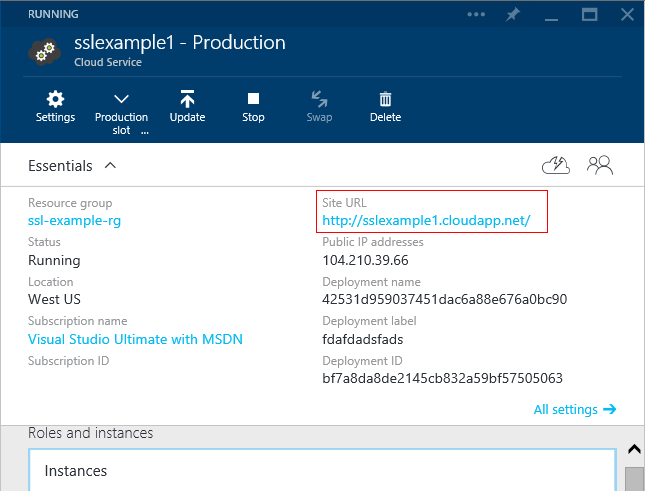 RUNNING
sslexample1 - Production
Cloud Service
Settings
Production
slot ...
Update
Stop
Swap
Delete
Essentials
Resource group
ssl-example-rg
Status
Running
Location
West US
Subscription name
Visual Studio Ultimate with MSDN
Subscription ID
Site URL
http://sslexample1.cloudapp.net/
Public IP addresses
104.210.39.66
Deployment name
42531d959037451dac6a88e676a0bc90
Deployment label
fdafdadsfads
Deployment ID
bf7a8da8de2145cb832a59bf57505063
All settings
Roles and instances
Instances